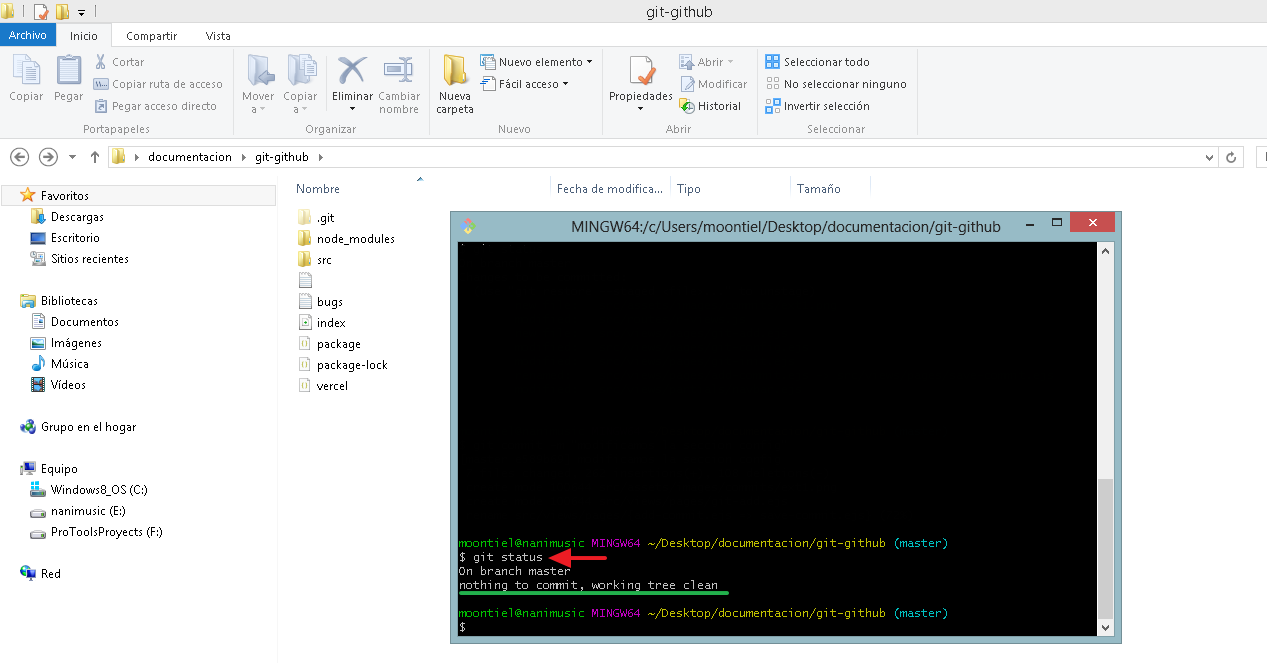 git-github
Archivo Inicio Compartir Vista
Copiar
Pegar
Cortar
Copiar ruta de acceso
Pegar acceso directo
Portapapeles
Mover a
Copiar a
Eliminar
Cambiar nombre
Organizar
Nueva carpeta
Nuevo elemento
Fácil acceso
Nuevo
Propiedades
Abrir
Modificar
Historial
Abrir
Seleccionar todo
No seleccionar ninguno
Invertir selección
Seleccionar
documentacion git-github
Favoritos
Descargas
Escritorio
Sitios recientes
Bibliotecas
Documentos
Imágenes
Música
Vídeos
Grupo en el hogar
Equipo
Windows8_OS (C:)
nanimusic (E:)
ProToolsProyects (F:)
Red
Nombre Fecha de modifica... Tipo Tamaño
.git
node_modules
src
bugs
index
package
package-lock
vercel
MINGW64:/c/Users/moontiel/Desktop/documentacion/git-github
moontiel@nanimusic MINGW64 ~/Desktop/documentacion/git-github (master)
$ git status
On branch master
nothing to commit, working tree clean
moontiel@nanimusic MINGW64 ~/Desktop/documentacion/git-github (master)
$